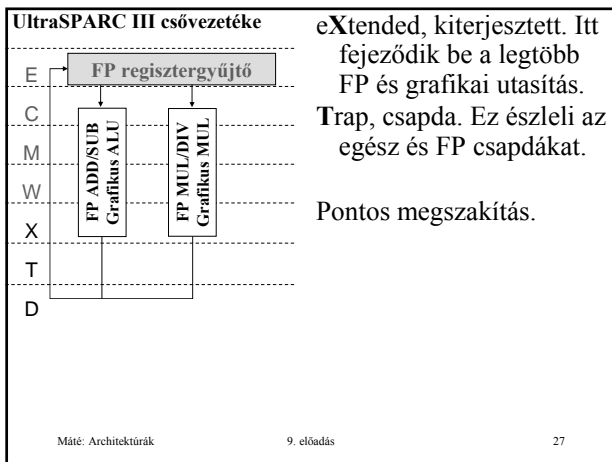 UltraSPARC III csővezetéke
E
FP regisztergyűjtő
C
M
W
X
T
D
FP ADD/SUB
Grafikus ALU
FP MUL/DIV
Grafikus MUL
eXtended, kiterjesztett. Itt
fejeződik be a legtöbb
FP és grafikai utasítás.
Trap, csapda. Ez észleli az
egész és FP csapdákat.
Pontos megszakítás.
Máté: Architektúrák
9. előadás
27